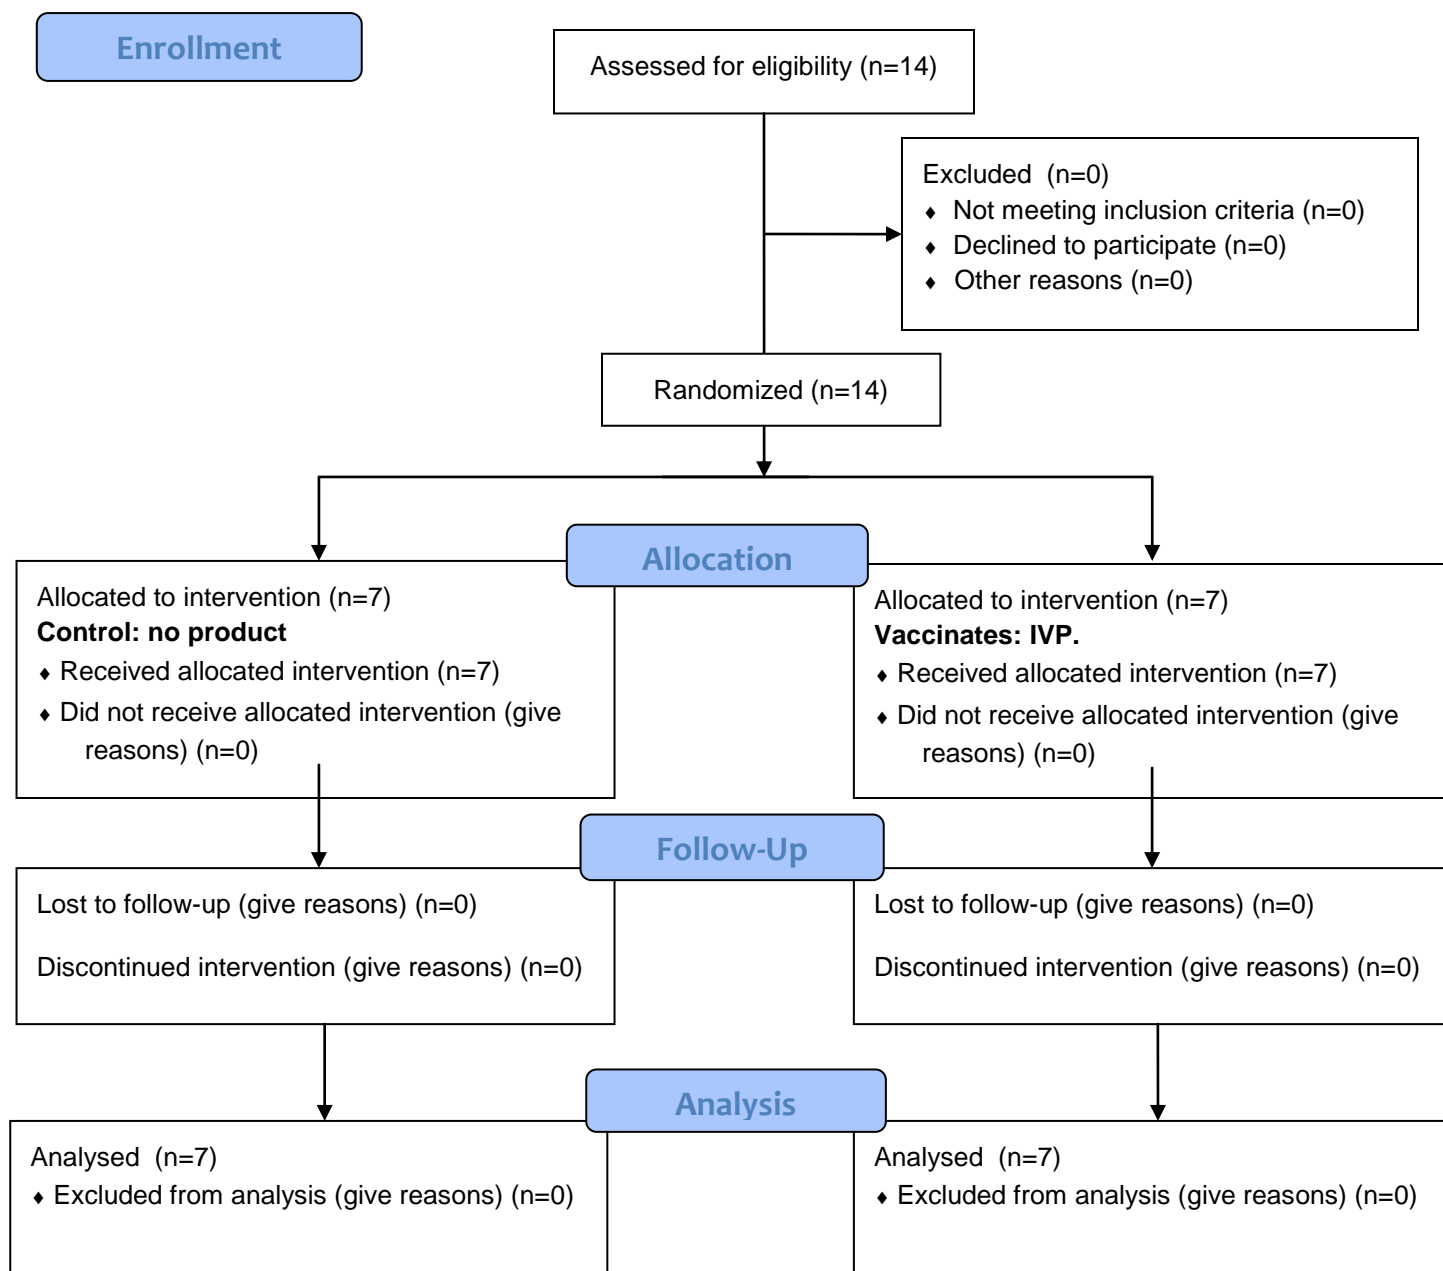 Enrollment
Assessed for eligibility (n=14)
Excluded  (n=0)
♦ Not meeting inclusion criteria (n=0)
♦ Declined to participate (n=0)
♦ Other reasons (n=0)
Randomized (n=14)
Allocation
Allocated to intervention (n=7)
Control: no product
♦ Received allocated intervention (n=7)
♦ Did not receive allocated intervention (give
reasons) (n=0)
Allocated to intervention (n=7)
Vaccinates: IVP.
♦ Received allocated intervention (n=7)
♦ Did not receive allocated intervention (give
reasons) (n=0)
Follow-Up
Lost to follow-up (give reasons) (n=0)
Discontinued intervention (give reasons) (n=0)
Lost to follow-up (give reasons) (n=0)
Discontinued intervention (give reasons) (n=0)
Analysis
Analysed  (n=7)
♦ Excluded from analysis (give reasons) (n=0)
Analysed  (n=7)
♦ Excluded from analysis (give reasons) (n=0)